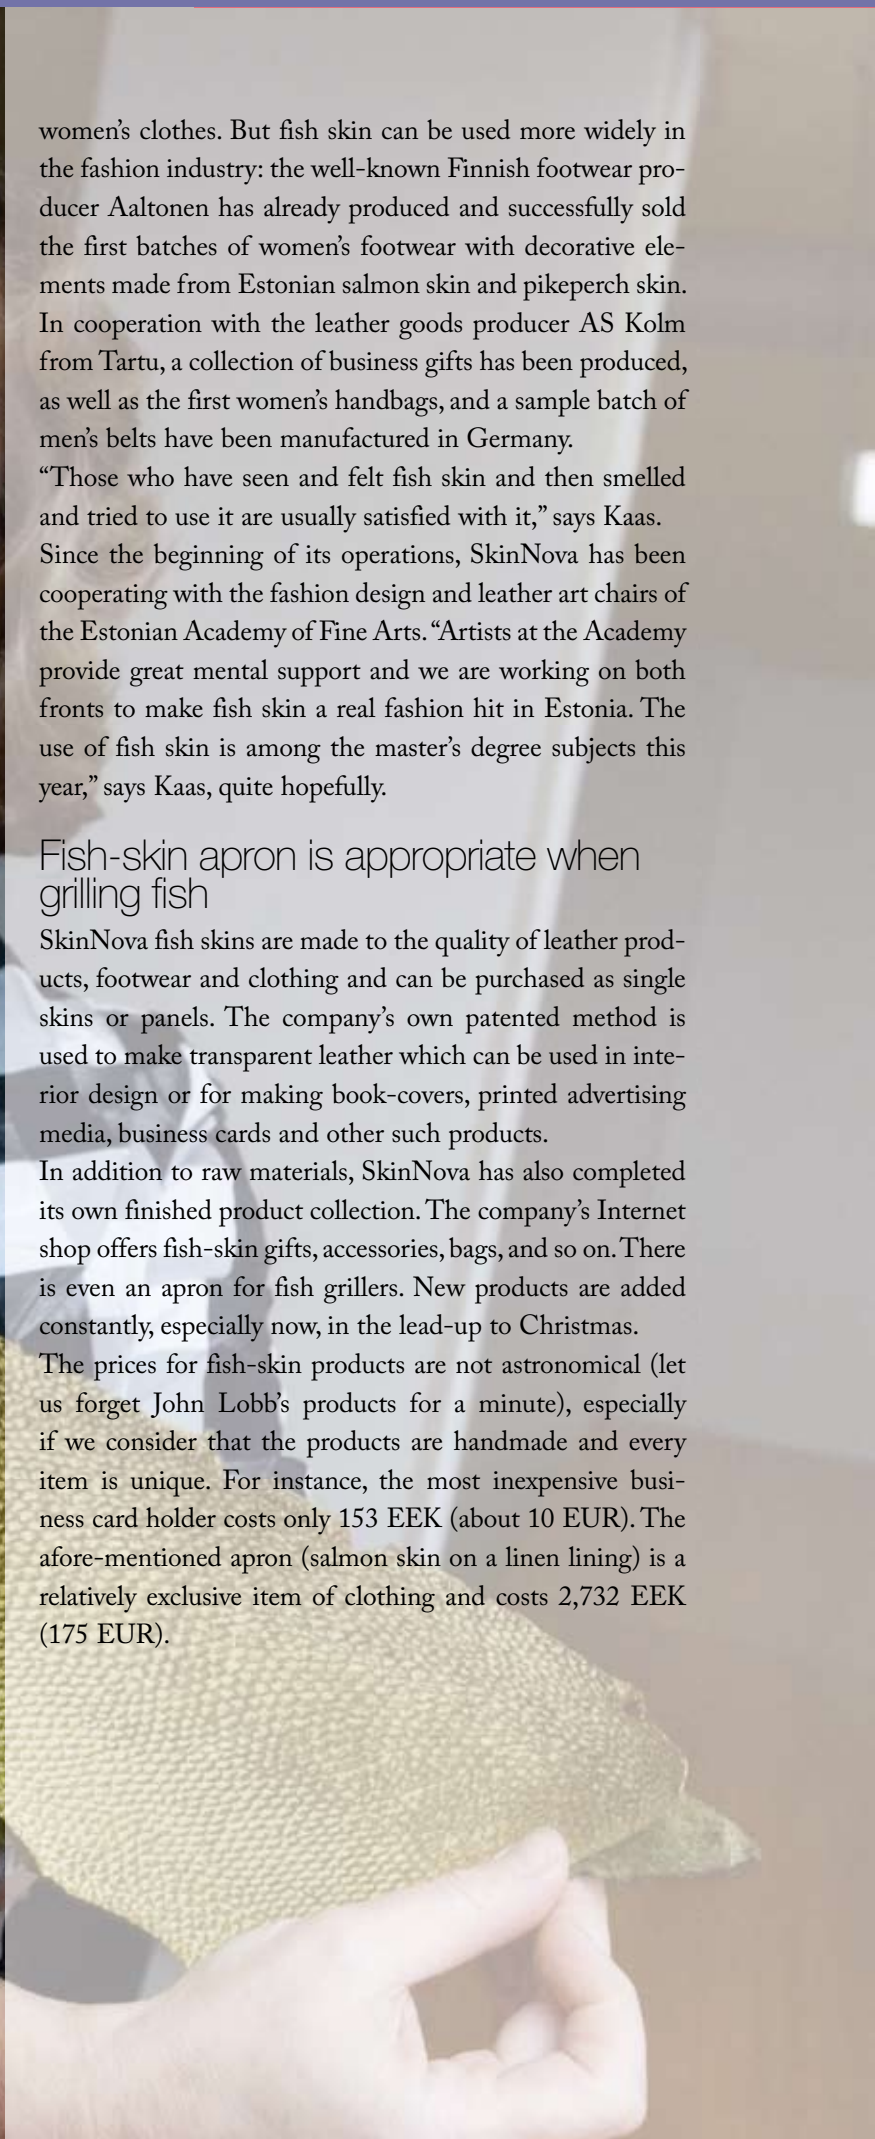 women’s clothes. But fish skin can be used more widely in
the fashion industry: the well-known Finnish footwear pro-
ducer Aaltonen has already produced and successfully sold
the first batches of women’s footwear with decorative ele-
ments made from Estonian salmon skin and pikeperch skin.
In cooperation with the leather goods producer AS Kolm
from Tartu, a collection of business gifts has been produced,
as well as the first women’s handbags, and a sample batch of
men’s belts have been manufactured in Germany.
“Those who have seen and felt fish skin and then smelled
and tried to use it are usually satisfied with it,” says Kaas.
Since the beginning of its operations, SkinNova has been
cooperating with the fashion design and leather art chairs of
the Estonian Academy of Fine Arts. “Artists at the Academy
provide great mental support and we are working on both
fronts to make fish skin a real fashion hit in Estonia. The
use of fish skin is among the master’s degree subjects this
year,” says Kaas, quite hopefully.
Fish-skin apron is appropriate when
grilling fish
SkinNova fish skins are made to the quality of leather prod-
ucts, footwear and clothing and can be purchased as single
skins or panels. The company’s own patented method is
used to make transparent leather which can be used in inte-
rior design or for making book-covers, printed advertising
media, business cards and other such products.
In addition to raw materials, SkinNova has also completed
its own finished product collection. The company’s Internet
shop offers fish-skin gifts, accessories, bags, and so on. There
is even an apron for fish grillers. New products are added
constantly, especially now, in the lead-up to Christmas.
The prices for fish-skin products are not astronomical (let
us forget John Lobb’s products for a minute), especially
if we consider that the products are handmade and every
item is unique. For instance, the most inexpensive busi-
ness card holder costs only 153 EEK (about 10 EUR). The
afore-mentioned apron (salmon skin on a linen lining) is a
relatively exclusive item of clothing and costs 2,732 EEK
(175 EUR).